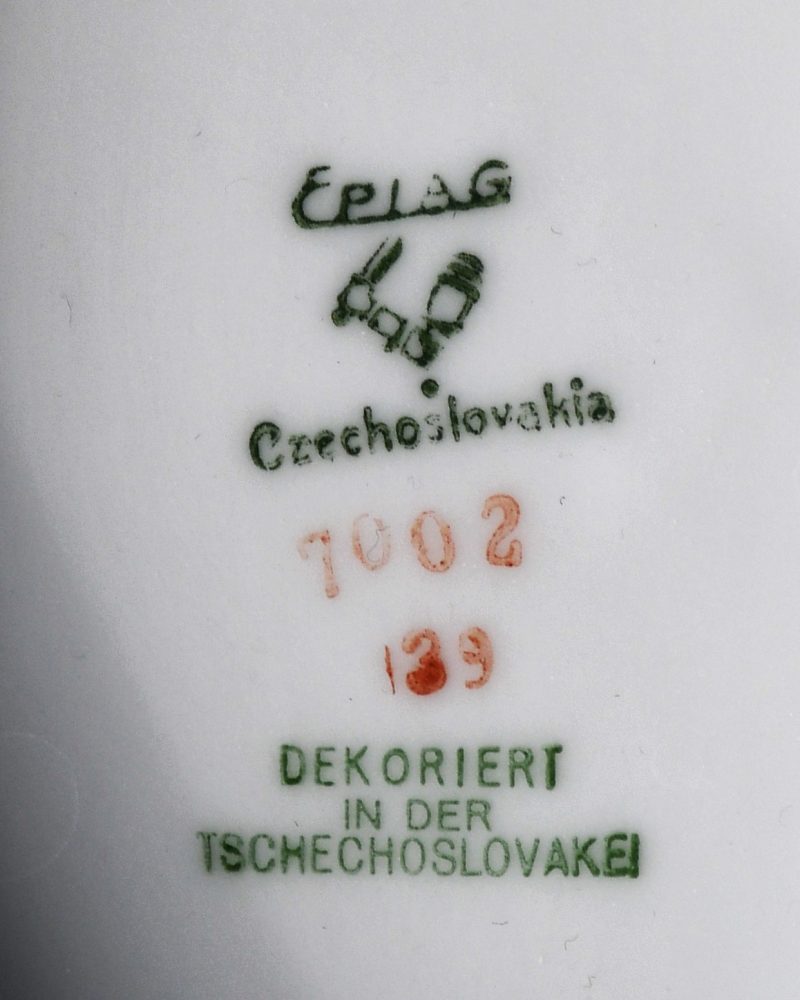 EPIAG
Czechoslovakia
7002
139
DEKORIERT
IN DER
TSCHECHOSLOVAKEI